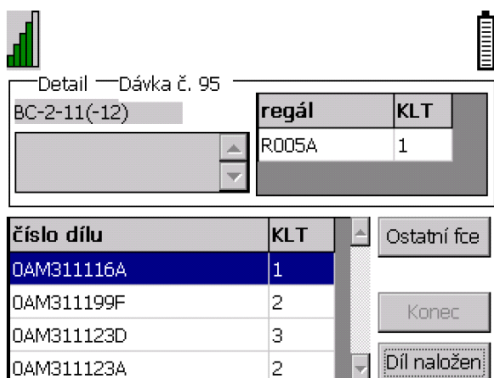 Detail Dávka č. 95
BC-2-11(-12)
regál KLT
R005A 1
číslo dílu KLT
0AM311116A 1
0AM311199F 2
0AM311123D 3
0AM311123A 2
Ostatní fce
Konec
Díl naložen